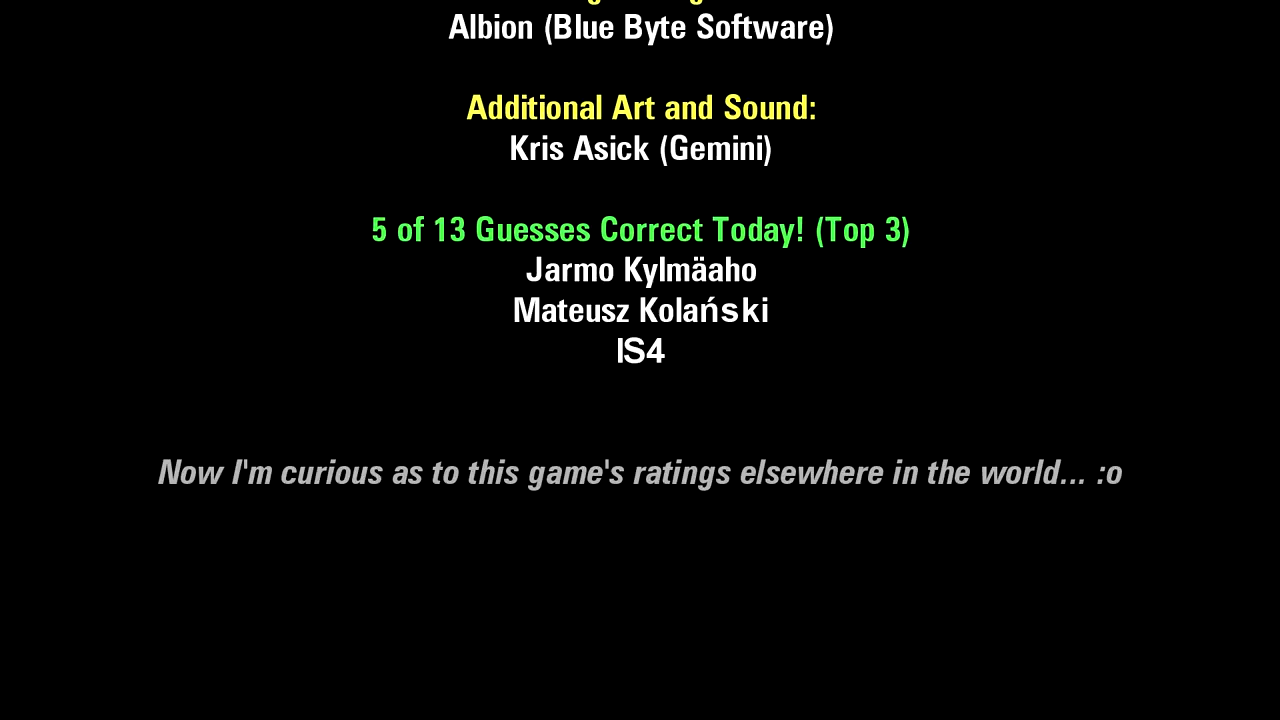 Albion (Blue Byte Software)
Additional Art and Sound:
Kris Asick (Gemini)
5 of 13 Guesses Correct Today! (Top 3)
Jarmo Kylmäaho
Mateusz Kolański
IS4
Now I'm curious as to this game's ratings elsewhere in the world... :o